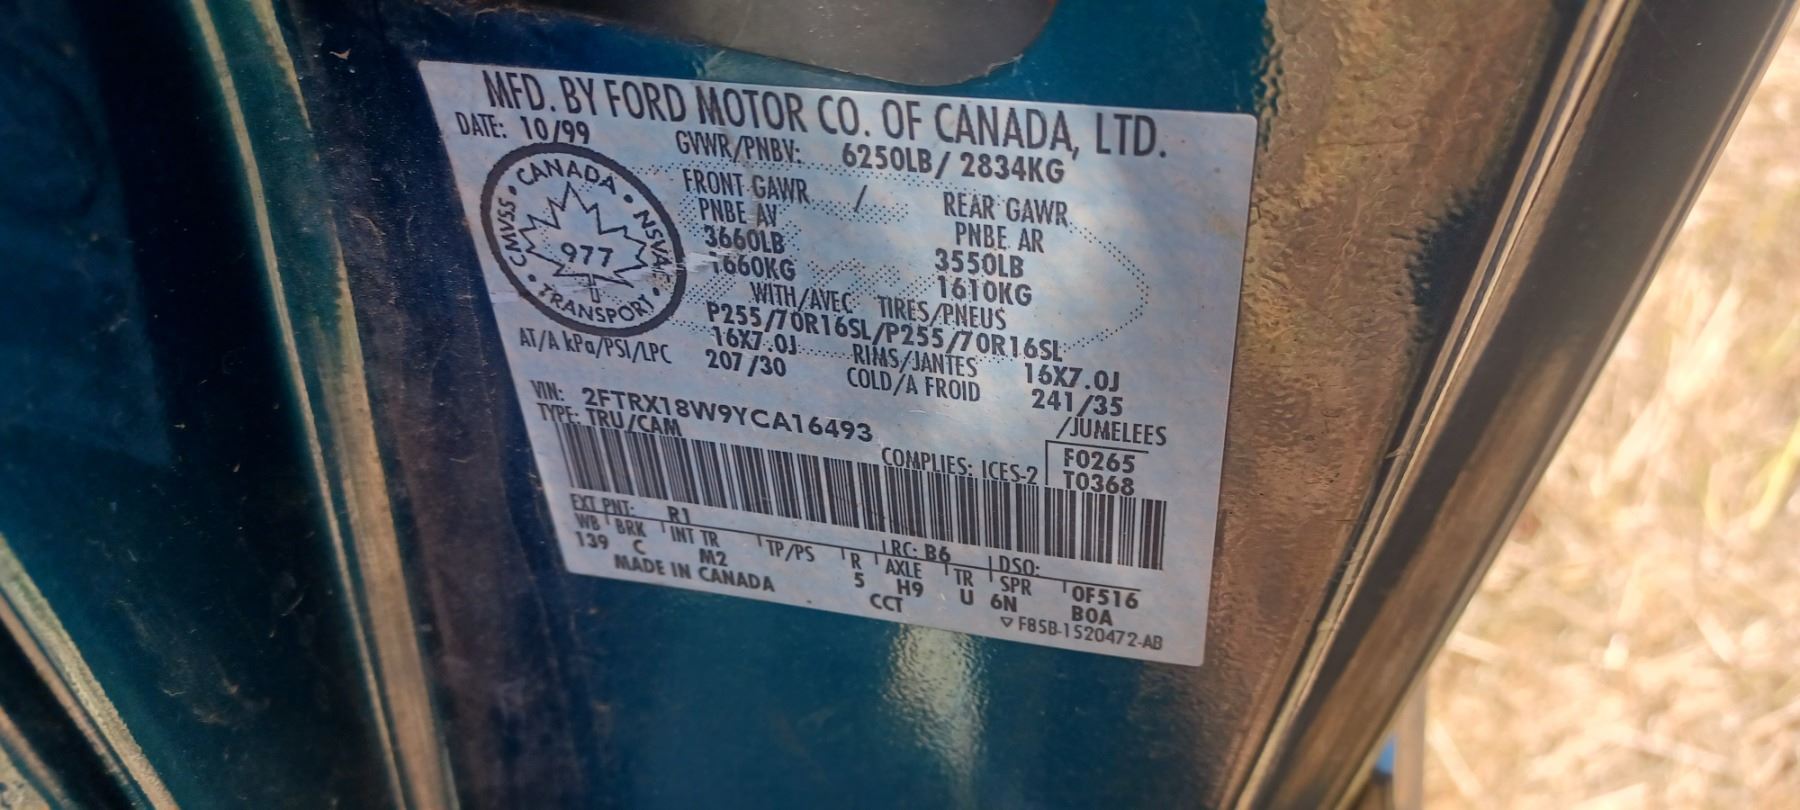 MFD. BY FORD MOTOR CO. OF CANADA, LTD.
DATE: 10/99
GVWR/PNBV: 6250LB/ 2834KG
CANADA • NSVAC • TRANSPORT • CMVSS •
977
FRONT GAWR / REAR GAWR
PNBE AV PNBE AR
3660LB 3550LB
1660KG 1610KG
WITH/AVEC TIRES/PNEUS
P255/70R16SL/P255/70R16SL
16X7.0J RIMS/JANTES 16X7.0J
AT/A kPa/PSI/LPC 207/30 COLD/A FROID 241/35
/JUMELEES
VIN: 2FTRX18W9YCA16493
TYPE: TRU/CAM
COMPLIES: ICES-2 F0265
T0368
EXT PNT: R1 RC: B6 DSO:
WB BRK INT TR TP/PS R AXLE TR SPR 0F516
139 C M2 5 H9 U 6N BOA
MADE IN CANADA CCT ▽ F85B-1520472-AB